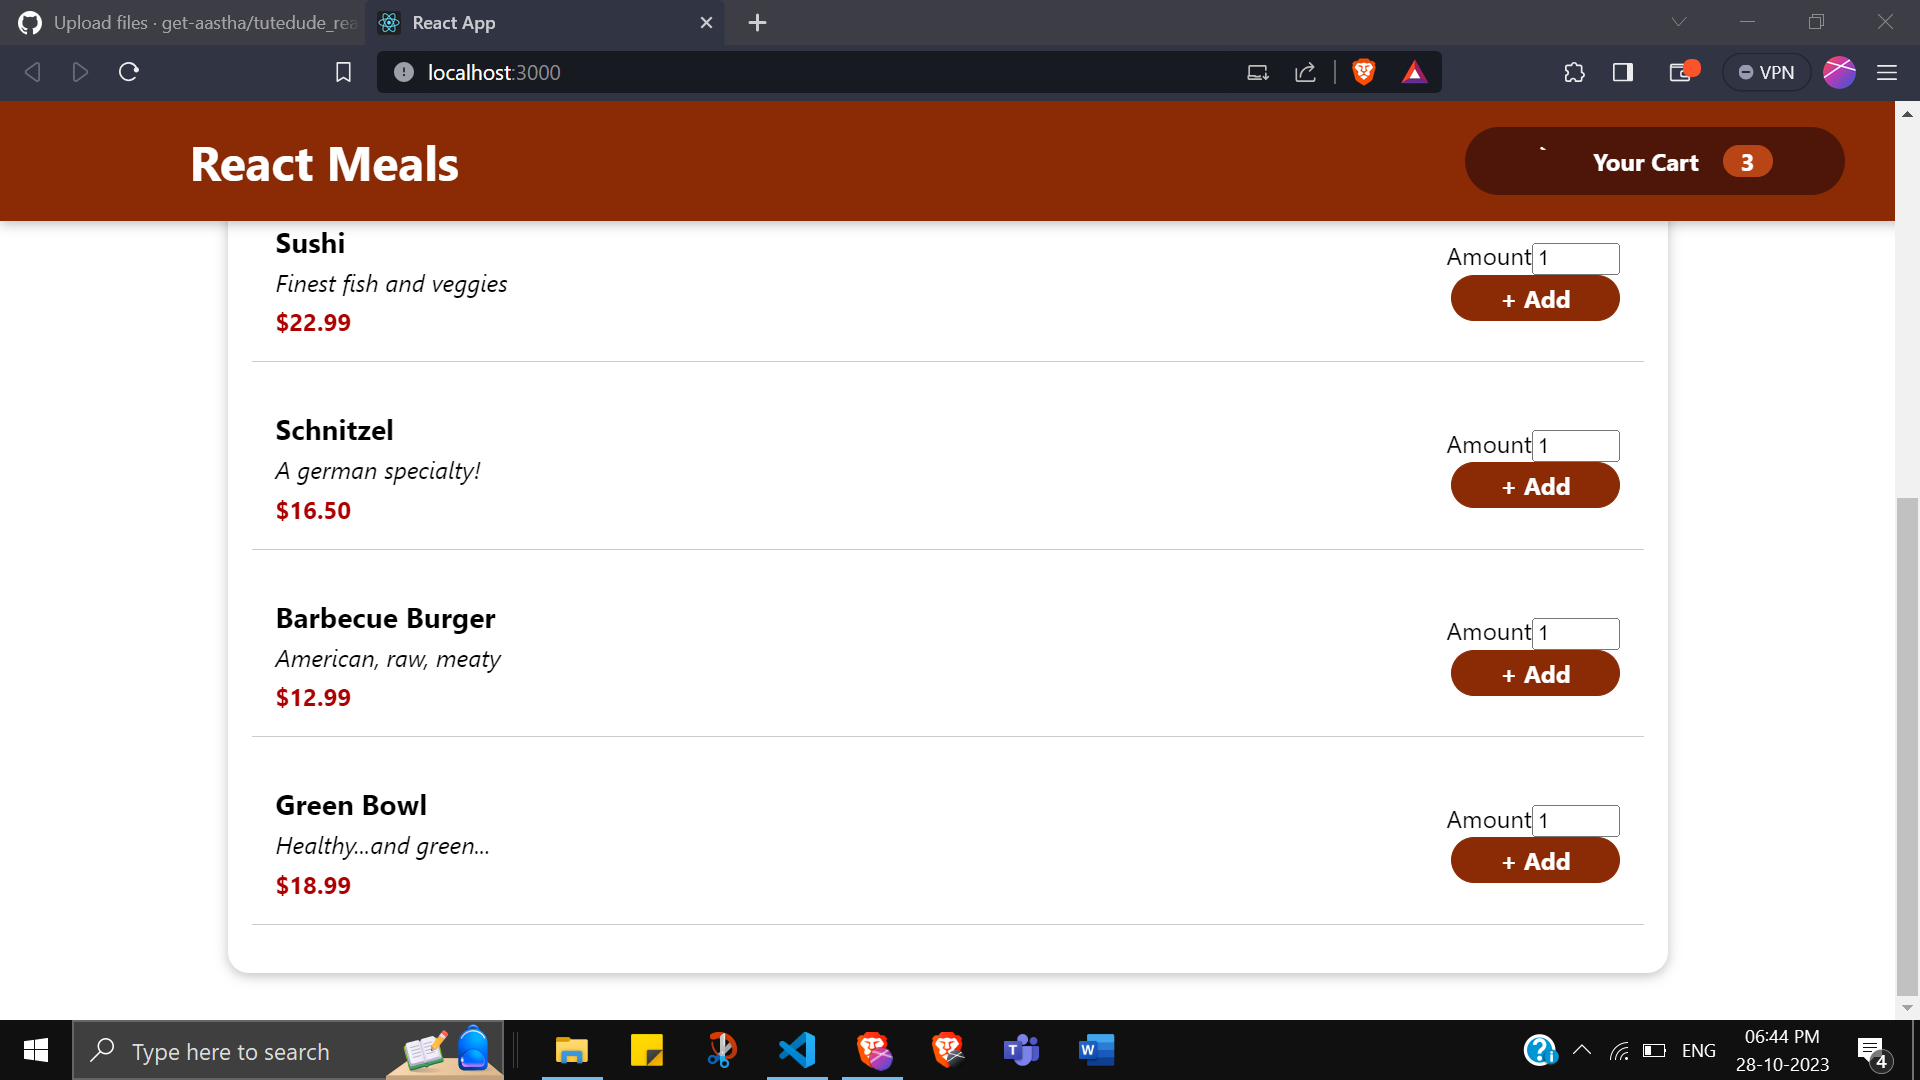 Upload files · get-aastha/tutedude_rea
React App
localhost:3000
VPN
React Meals
Your Cart 3
Sushi
Finest fish and veggies
$22.99
Amount 1
+ Add
Schnitzel
A german specialty!
$16.50
Amount 1
+ Add
Barbecue Burger
American, raw, meaty
$12.99
Amount 1
+ Add
Green Bowl
Healthy...and green...
$18.99
Amount 1
+ Add
Type here to search
ENG
06:44 PM
28-10-2023
4